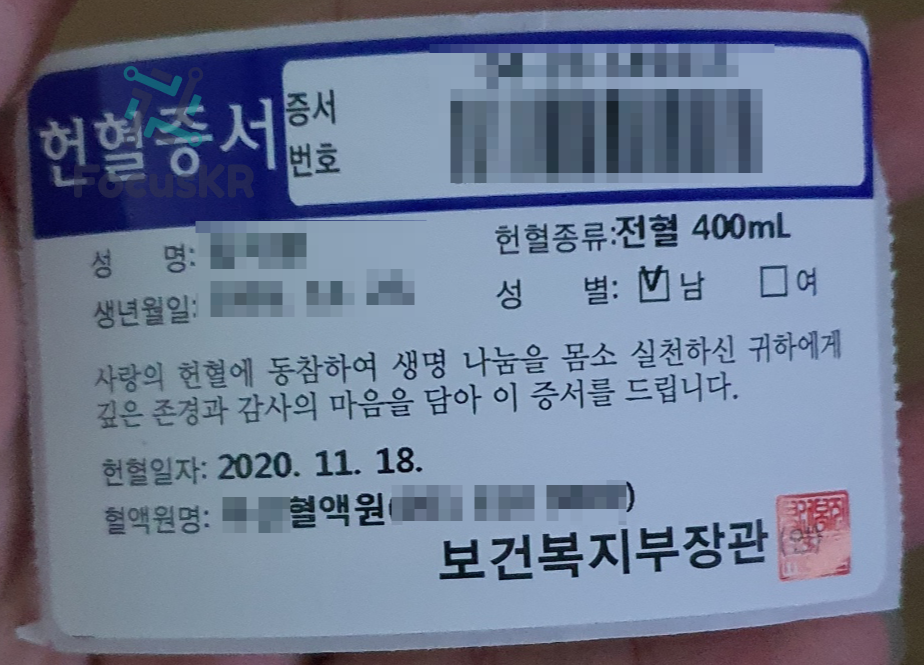 헌혈증서
증서
번호
FocusKR
성 명:
헌혈종류:전혈 400mL
생년월일:
성 별: 남 여
사랑의 헌혈에 동참하여 생명 나눔을 몸소 실천하신 귀하에게
깊은 존경과 감사의 마음을 담아 이 증서를 드립니다.
헌혈일자: 2020. 11. 18.
혈액원명: 혈액원( )
보건복지부장관 (인)